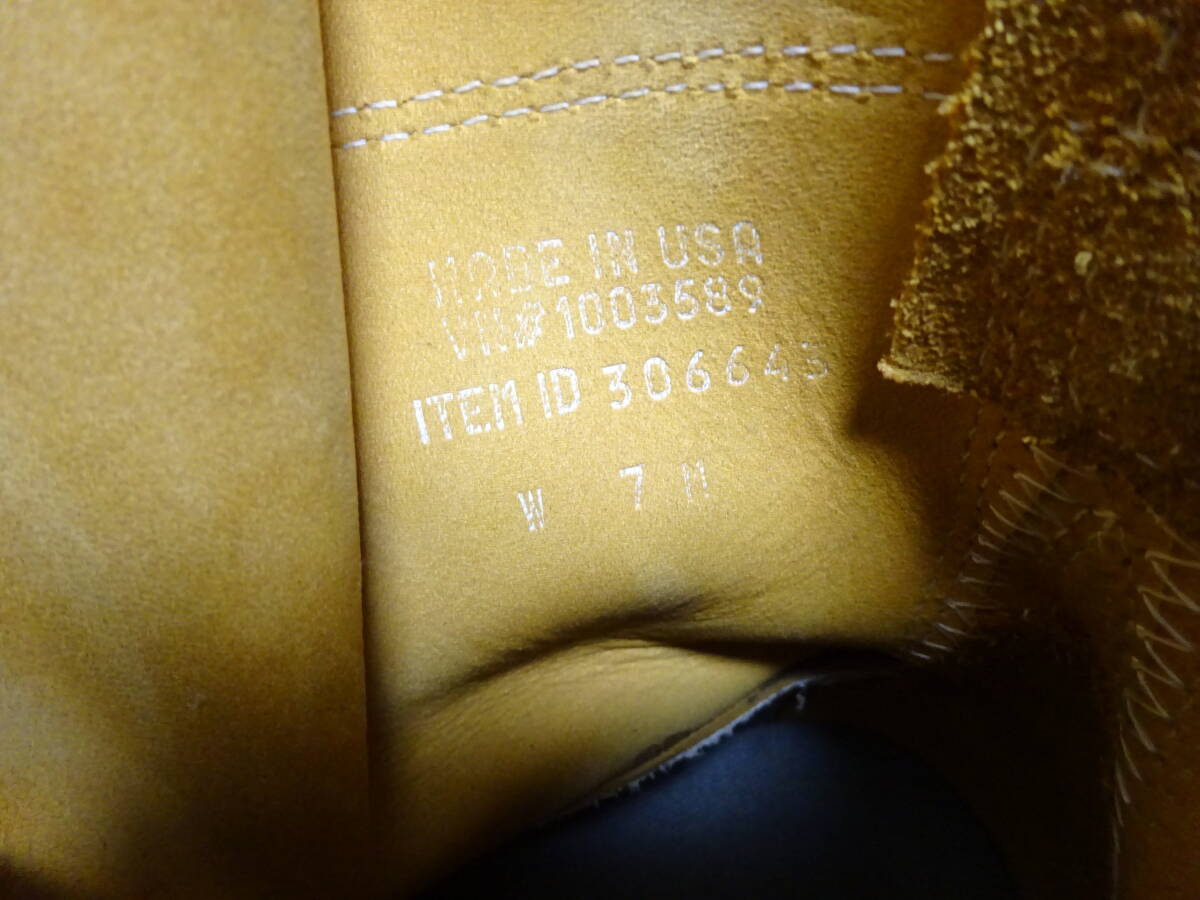 MADE IN USA
VN#1003589
ITEM ID 306643
W 7 M